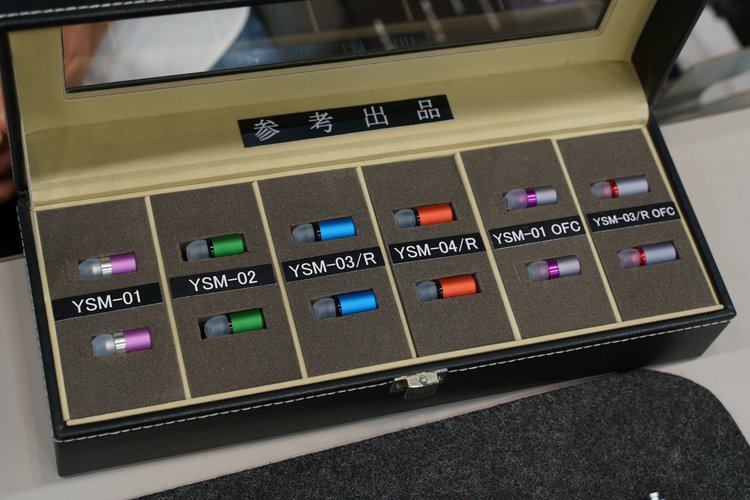 参考出品
YSM-01
YSM-02
YSM-03/R
YSM-04/R
YSM-01 OFC
YSM-03/R OFC